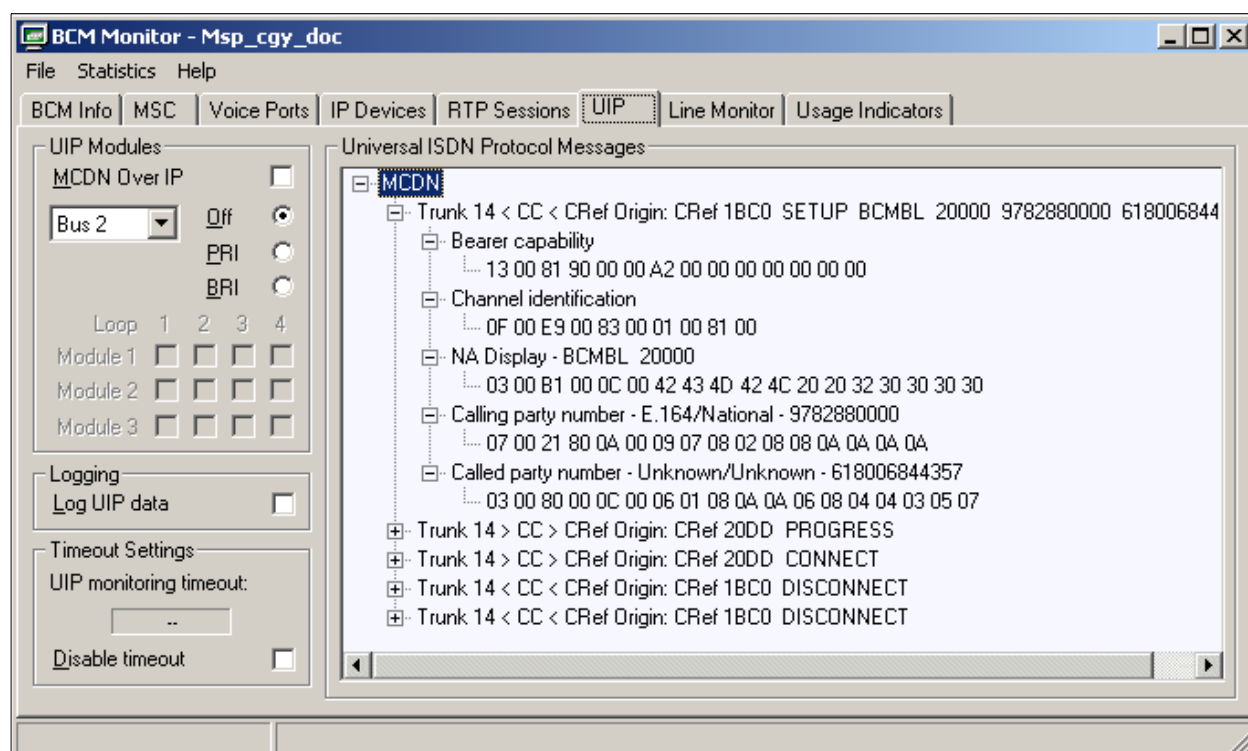 BCM Monitor - Msp_cgy_doc
File Statistics Help
BCM Info MSC Voice Ports IP Devices RTP Sessions UIP Line Monitor Usage Indicators
UIP Modules
MCDN Over IP
Bus 2
Off
PRI
BRI
Loop 1 2 3 4
Module 1
Module 2
Module 3
Logging
Log UIP data
Timeout Settings
UIP monitoring timeout:
--
Disable timeout
Universal ISDN Protocol Messages
MCDN
Trunk 14 < CC < CRef Origin: CRef 1BC0 SETUP BCMBL 20000 9782880000 618006844
Bearer capability
13 00 81 90 00 00 A2 00 00 00 00 00 00 00
Channel identification
0F 00 E9 00 83 00 01 00 81 00
NA Display - BCMBL 20000
03 00 B1 00 0C 00 42 43 4D 42 4C 20 20 32 30 30 30 30
Calling party number - E.164/National - 9782880000
07 00 21 80 0A 00 09 07 08 02 08 08 0A 0A 0A 0A
Called party number - Unknown/Unknown - 618006844357
03 00 80 00 0C 00 06 01 08 0A 0A 06 08 04 04 03 05 07
Trunk 14 > CC > CRef Origin: CRef 20DD PROGRESS
Trunk 14 > CC > CRef Origin: CRef 20DD CONNECT
Trunk 14 < CC < CRef Origin: CRef 1BC0 DISCONNECT
Trunk 14 < CC < CRef Origin: CRef 1BC0 DISCONNECT